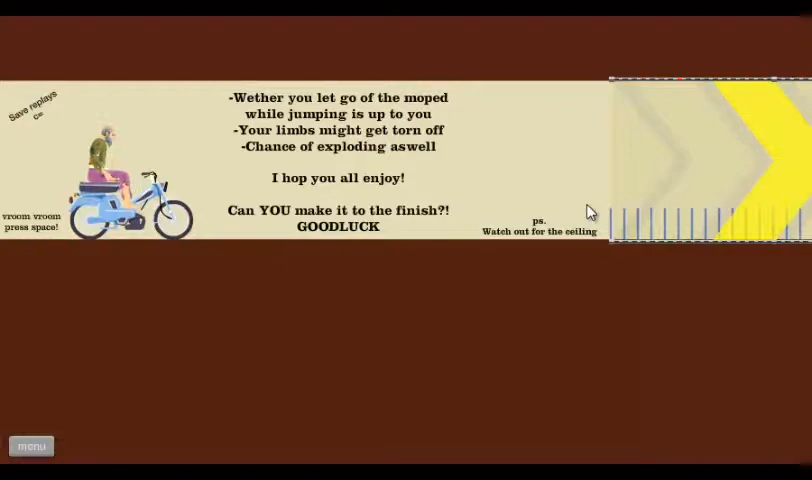 Save replays
c=
-Wether you let go of the moped
while jumping is up to you
-Your limbs might get torn off
-Chance of exploding aswell
I hop you all enjoy!
Can YOU make it to the finish?!
GOODLUCK
vroom vroom
press space!
ps.
Watch out for the ceiling
menu